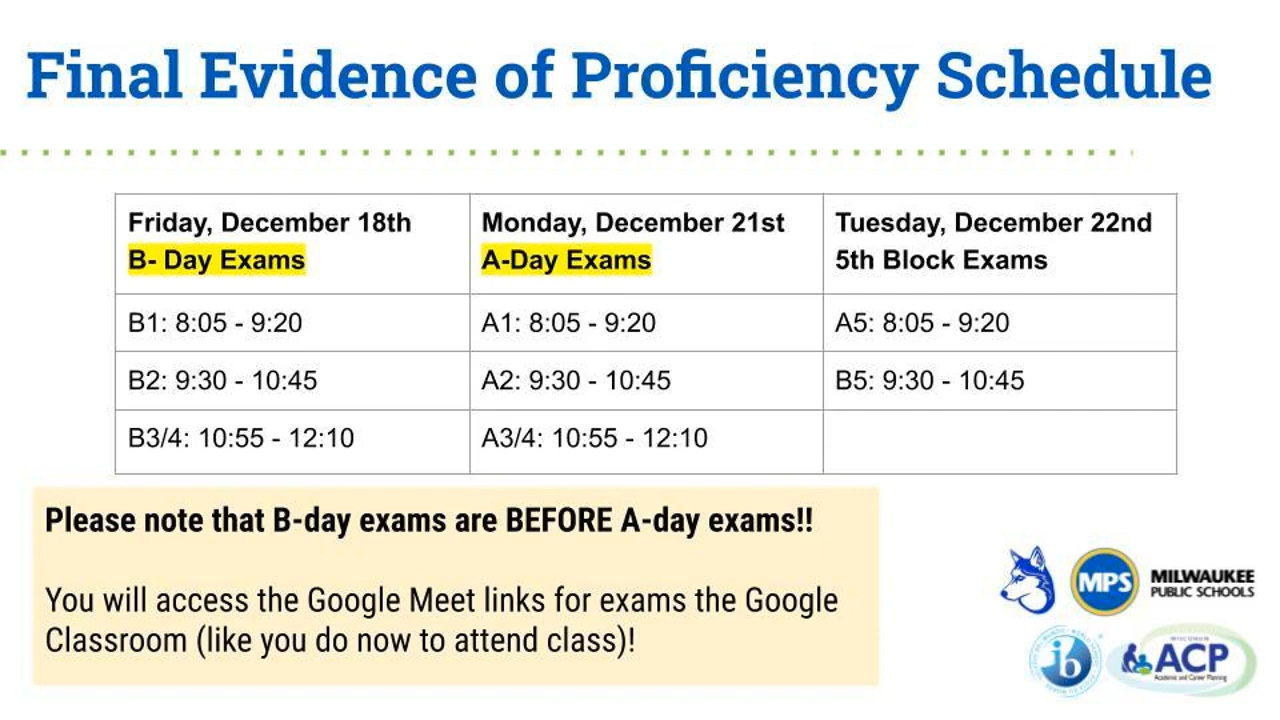 Final Evidence of Proficiency Schedule
Friday, December 18th
B- Day Exams
Monday, December 21st
A-Day Exams
Tuesday, December 22nd
5th Block Exams
B1: 8:05 - 9:20
A1: 8:05 - 9:20
A5: 8:05 - 9:20
B2: 9:30 - 10:45
A2: 9:30 - 10:45
B5: 9:30 - 10:45
B3/4: 10:55 - 12:10
A3/4: 10:55 - 12:10
Please note that B-day exams are BEFORE A-day exams!!
You will access the Google Meet links for exams the Google
Classroom (like you do now to attend class)!
MPS
MILWAUKEE
PUBLIC SCHOOLS
ib
WISCONSIN
ACP
Academic and Career Planning